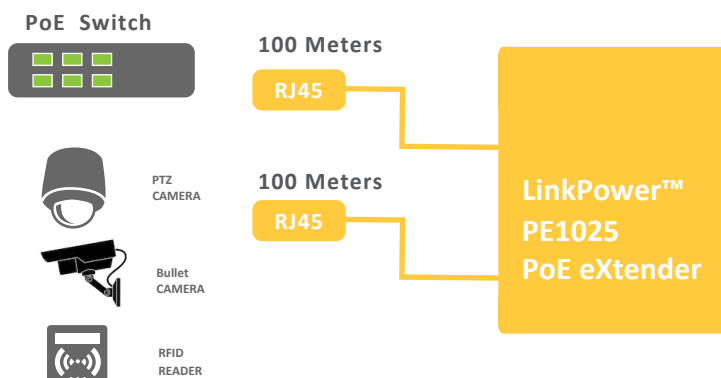 PoE Switch
100 Meters
RJ45
PTZ
CAMERA
100 Meters
RJ45
LinkPower™
PE1025
PoE eXtender
Bullet
CAMERA
RFID
READER